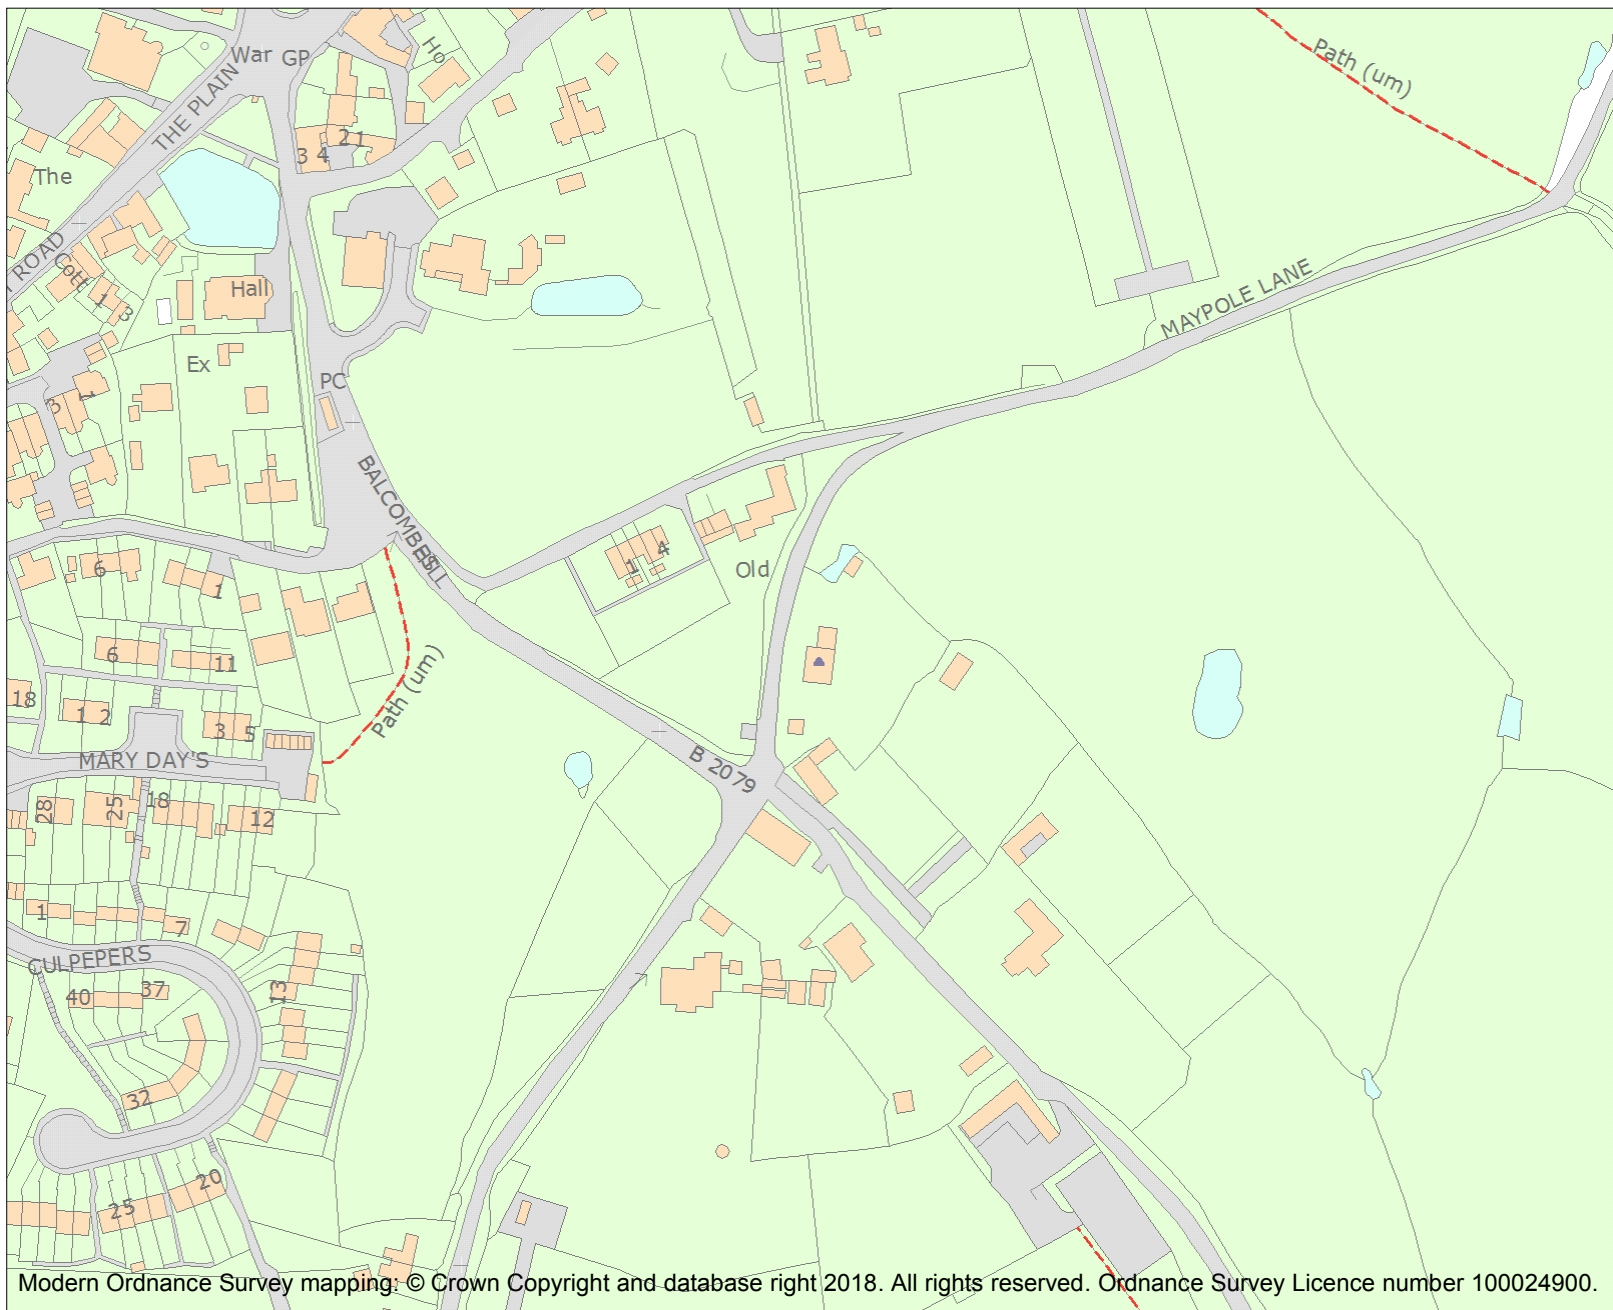 War GP
Ho
THE PLAIN
Path (um)
2 1
3 4
The
ROAD
Cott
1
3
Hall
MAYPOLE LANE
Ex
PC
3
1
BALCOMBES HILL
4
1
6
1
Old
6
11
18
1 2
3 5
Path (um)
MARY DAY'S
B 2079
28
25
18
12
1
7
CULPEPERS
40
37
13
32
20
25
Modern Ordnance Survey mapping: © Crown Copyright and database right 2018. All rights reserved. Ordnance Survey Licence number 100024900.